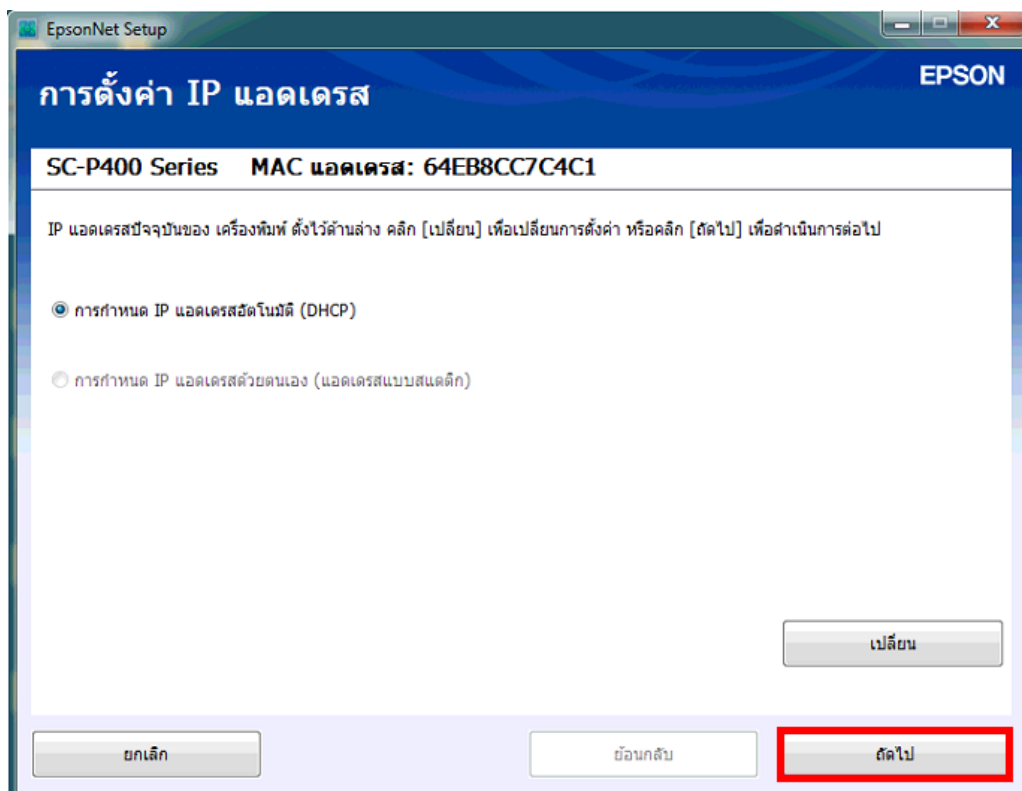 EpsonNet Setup
การตั้งค่า IP แอดเดรส
EPSON
SC-P400 Series MAC แอดเดรส: 64EB8CC7C4C1
IP แอดเดรสปัจจุบันของ เครื่องพิมพ์ ตั้งไว้ด้านล่าง คลิก [เปลี่ยน] เพื่อเปลี่ยนการตั้งค่า หรือคลิก [ถัดไป] เพื่อดำเนินการต่อไป
การกำหนด IP แอดเดรสอัตโนมัติ (DHCP)
การกำหนด IP แอดเดรสด้วยตนเอง (แอดเดรสแบบสแตติก)
เปลี่ยน
ยกเลิก
ย้อนกลับ
ถัดไป